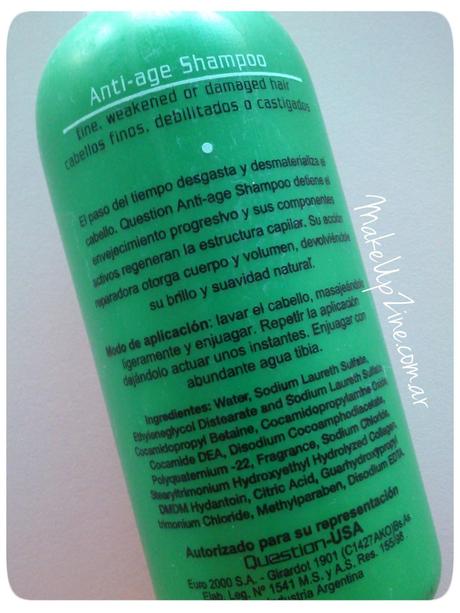 Anti-age Shampoo
fine, weakened or damaged hair
cabellos finos, debilitados o castigados
El paso del tiempo desgasta y desmaterializa el
cabello. Question Anti-age Shampoo detiene el
envejecimiento progresivo y sus componentes
activos regeneran la estructura capilar. Su acción
reparadora otorga cuerpo y volumen, devolviéndole
su brillo y suavidad natural.
Modo de aplicación: lavar el cabello, masajeándolo
ligeramente y enjuagar. Repetir la aplicación
dejándolo actuar unos instantes. Enjuagar con
abundante agua tibia.
Ingredientes: Water, Sodium Laureth Sulfate,
Ethyleneglycol Distearate and Sodium Laureth Sulfate,
Cocamidopropyl Betaine, Cocamidopropylamine Oxide,
Cocamide DEA, Disodium Cocoamphodiacetate,
Polyquaternium -22, Fragrance, Sodium Chloride,
Stearyltrimonium Hydroxyethyl Hydrolyzed Collagen,
DMDM Hydantoin, Citric Acid, Guarhydroxypropyl
trimonium Chloride, Methylparaben, Disodium EDTA.
Autorizado para su representación
Question-USA
Euro 2000 S.A. - Girardot 1901 (C1427AKO)Bs.As
Elab. Leg. Nº 1541 M.S. y A.S. Res. 155/98
Industria Argentina
MakeUpZine.com.ar